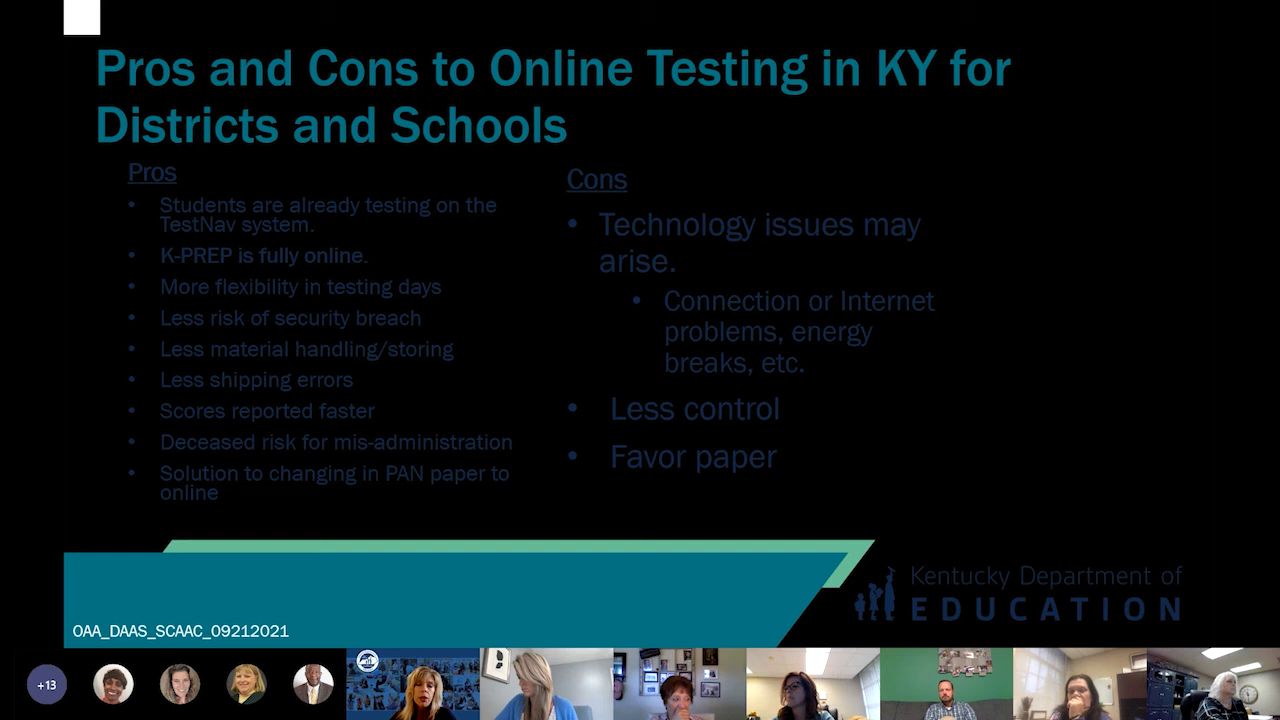 Pros and Cons to Online Testing in KY for
Districts and Schools
Pros
• Students are already testing on the
TestNav system.
• K-PREP is fully online.
• More flexibility in testing days
• Less risk of security breach
• Less material handling/storing
• Less shipping errors
• Scores reported faster
• Deceased risk for mis-administration
• Solution to changing in PAN paper to
online
Cons
• Technology issues may
arise.
• Connection or Internet
problems, energy
breaks, etc.
• Less control
• Favor paper
Kentucky Department of
EDUCATION
OAA_DAAS_SCAAC_09212021
+13